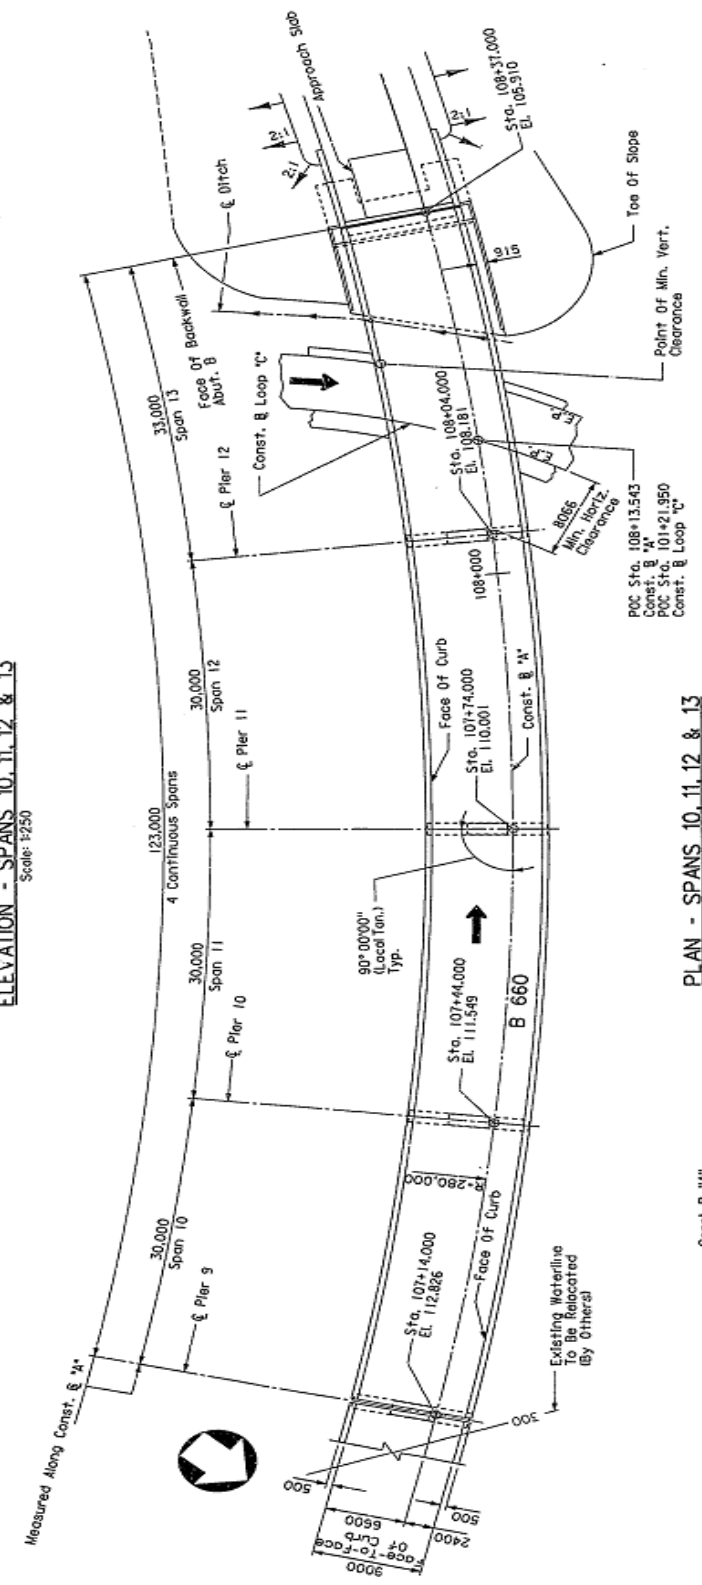 ELEVATION - SPANS 10, 11, 12 & 13
Scale: 1:250
Measured Along Const. ℄ "A"
123,000
4 Continuous Spans
30,000
Span 10
30,000
Span 11
30,000
Span 12
33,000
Span 13
℄ Pier 9
℄ Pier 10
℄ Pier 11
℄ Pier 12
Face Of Backwall
Abut. B
℄ Ditch
Approach Slab
2:1
2:1
2:1
2:1
Sta. 108+37.000
El. 105.910
Const. ℄ Loop "C"
915
Toe Of Slope
Point Of Min. Vert.
Clearance
Sta. 108+04.000
El. 108.181
8066
Min. Horiz.
Clearance
POC Sta. 108+13.543
Const. ℄ "A"
POC Sta. 101+21.950
Const. ℄ Loop "C"
108+000
Face Of Curb
Sta. 107+74.000
El. 110.001
Const. ℄ "A"
90°00'00"
(Local Tan.)
Typ.
Sta. 107+44.000
El. 111.549
B 660
R=280,000
Sta. 107+14.000
El. 112.826
Face Of Curb
Existing Waterline
To Be Relocated
(By Others)
300
500
500
2400
6600
9000
Face-To-Face
Of Curb
PLAN - SPANS 10, 11, 12 & 13